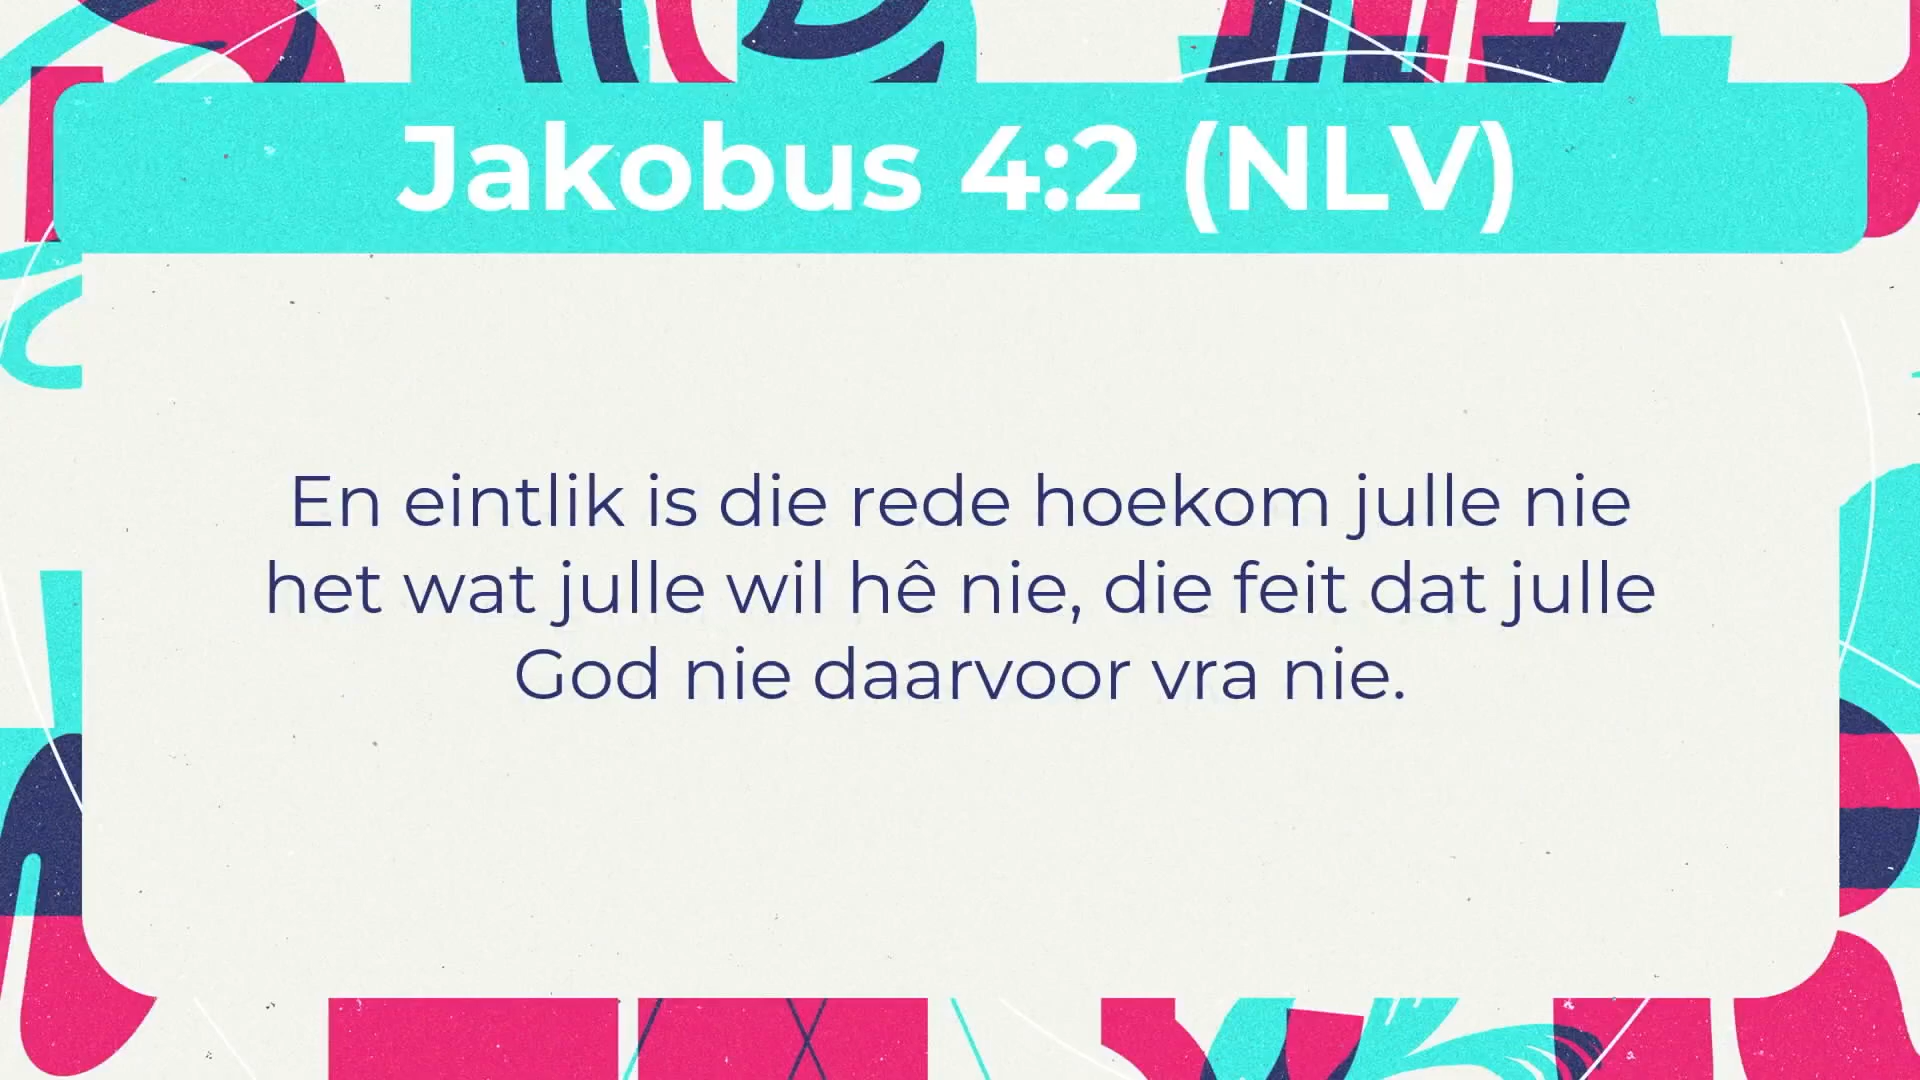 Jakobus 4:2 (NLV)
En eintlik is die rede hoekom julle nie
het wat julle wil hê nie, die feit dat julle
God nie daarvoor vra nie.